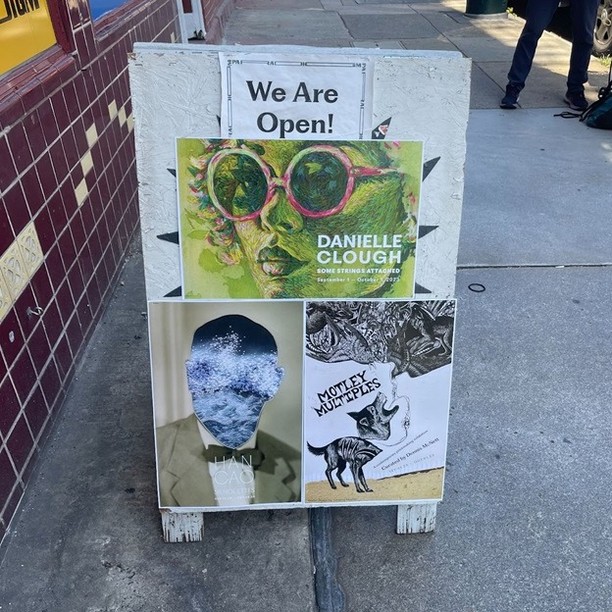 We Are
Open!
DANIELLE
CLOUGH
SOME STRINGS ATTACHED
September 1 – October 1, 2023
HAN
CAO
MOTLEY
MULTIPLES
Curated by Dennis McNett